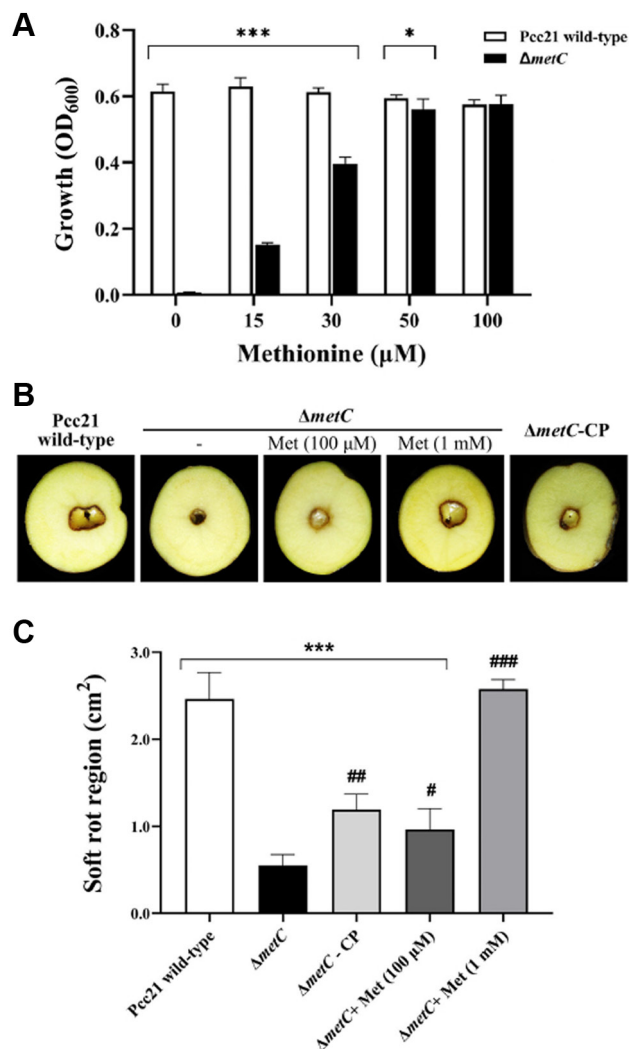 A
***
*
Pcc21 wild-type
ΔmetC
Growth (OD600)
0.8
0.6
0.4
0.2
0.0
0 15 30 50 100
Methionine (µM)
B
Pcc21
wild-type
ΔmetC
- Met (100 µM) Met (1 mM)
ΔmetC-CP
C
***
###
##
#
Soft rot region (cm²)
3.0
2.0
1.0
0.0
Pcc21 wild-type
ΔmetC
ΔmetC - CP
ΔmetC+ Met (100 µM)
ΔmetC+ Met (1 mM)